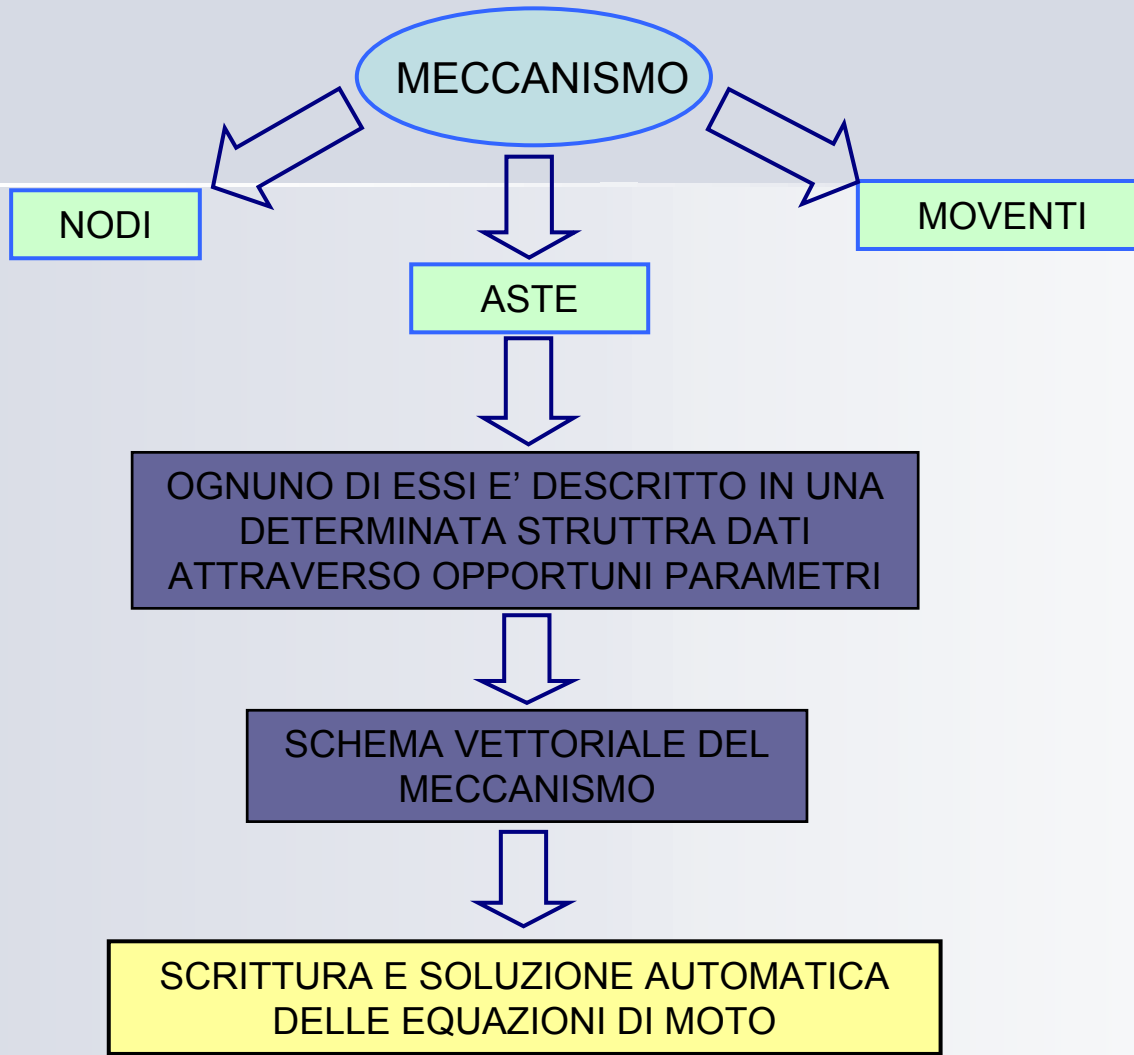 MECCANISMO
NODI
MOVENTI
ASTE
OGNUNO DI ESSI E’ DESCRITTO IN UNA
DETERMINATA STRUTTRA DATI
ATTRAVERSO OPPORTUNI PARAMETRI
SCHEMA VETTORIALE DEL
MECCANISMO
SCRITTURA E SOLUZIONE AUTOMATICA
DELLE EQUAZIONI DI MOTO